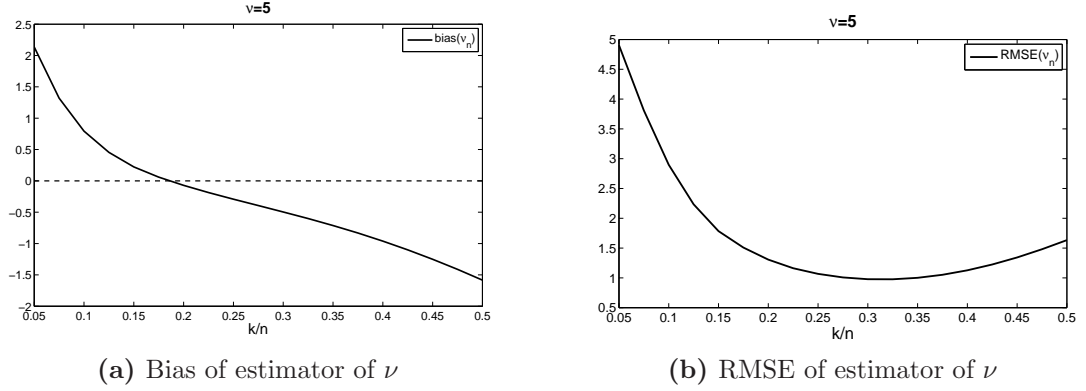 ν=5
2.5
2
1.5
1
0.5
0
−0.5
−1
−1.5
−2
0.05 0.1 0.15 0.2 0.25 0.3 0.35 0.4 0.45 0.5
k/n
bias(ν_n)
(a) Bias of estimator of ν
ν=5
5
4.5
4
3.5
3
2.5
2
1.5
1
0.5
0.05 0.1 0.15 0.2 0.25 0.3 0.35 0.4 0.45 0.5
k/n
RMSE(ν_n)
(b) RMSE of estimator of ν